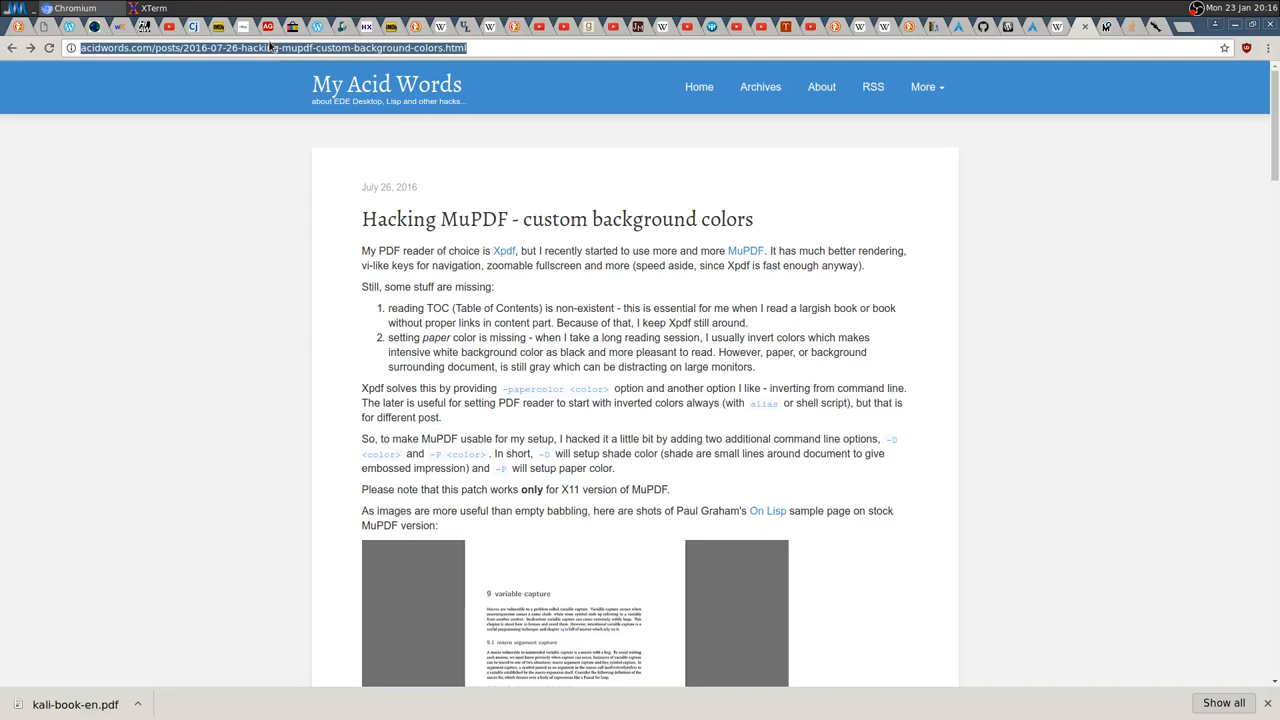 Chromium
XTerm
Mon 23 Jan 20:16
acidwords.com/posts/2016-07-26-hacking-mupdf-custom-background-colors.html
My Acid Words
about EDE Desktop, Lisp and other hacks...
Home Archives About RSS More
July 26, 2016
Hacking MuPDF - custom background colors
My PDF reader of choice is Xpdf, but I recently started to use more and more MuPDF. It has much better rendering,
vi-like keys for navigation, zoomable fullscreen and more (speed aside, since Xpdf is fast enough anyway).
Still, some stuff are missing:
1. reading TOC (Table of Contents) is non-existent - this is essential for me when I read a largish book or book
without proper links in content part. Because of that, I keep Xpdf still around.
2. setting paper color is missing - when I take a long reading session, I usually invert colors which makes
intensive white background color as black and more pleasant to read. However, paper, or background
surrounding document, is still gray which can be distracting on large monitors.
Xpdf solves this by providing -papercolor <color> option and another option I like - inverting from command line.
The later is useful for setting PDF reader to start with inverted colors always (with alias or shell script), but that is
for different post.
So, to make MuPDF usable for my setup, I hacked it a little bit by adding two additional command line options, -D
<color> and -P <color>. In short, -D will setup shade color (shade are small lines around document to give
embossed impression) and -P will setup paper color.
Please note that this patch works only for X11 version of MuPDF.
As images are more useful than empty babbling, here are shots of Paul Graham's On Lisp sample page on stock
MuPDF version:
9 variable capture
9.1 macro argument capture
kali-book-en.pdf
Show all